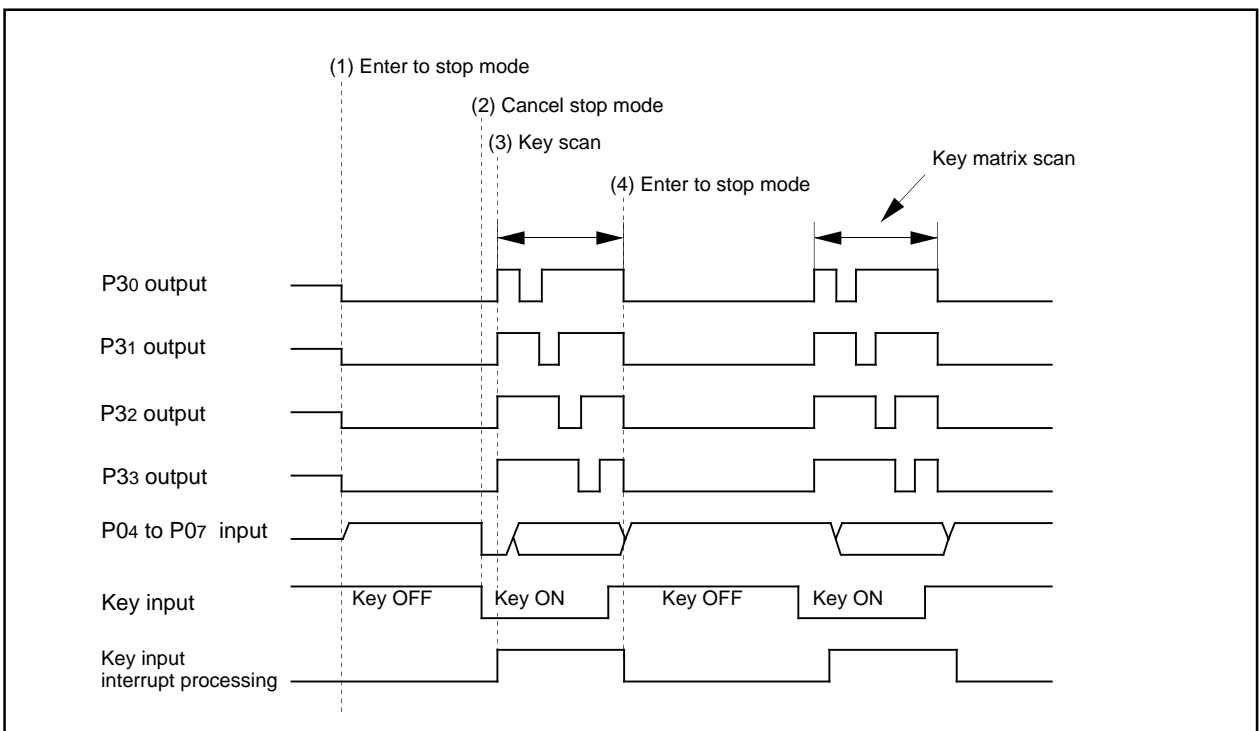 (1) Enter to stop mode
(2) Cancel stop mode
(3) Key scan
Key matrix scan
(4) Enter to stop mode
P30 output
P31 output
P32 output
P33 output
P04 to P07 input
Key input
Key OFF
Key ON
Key OFF
Key ON
Key input
interrupt processing